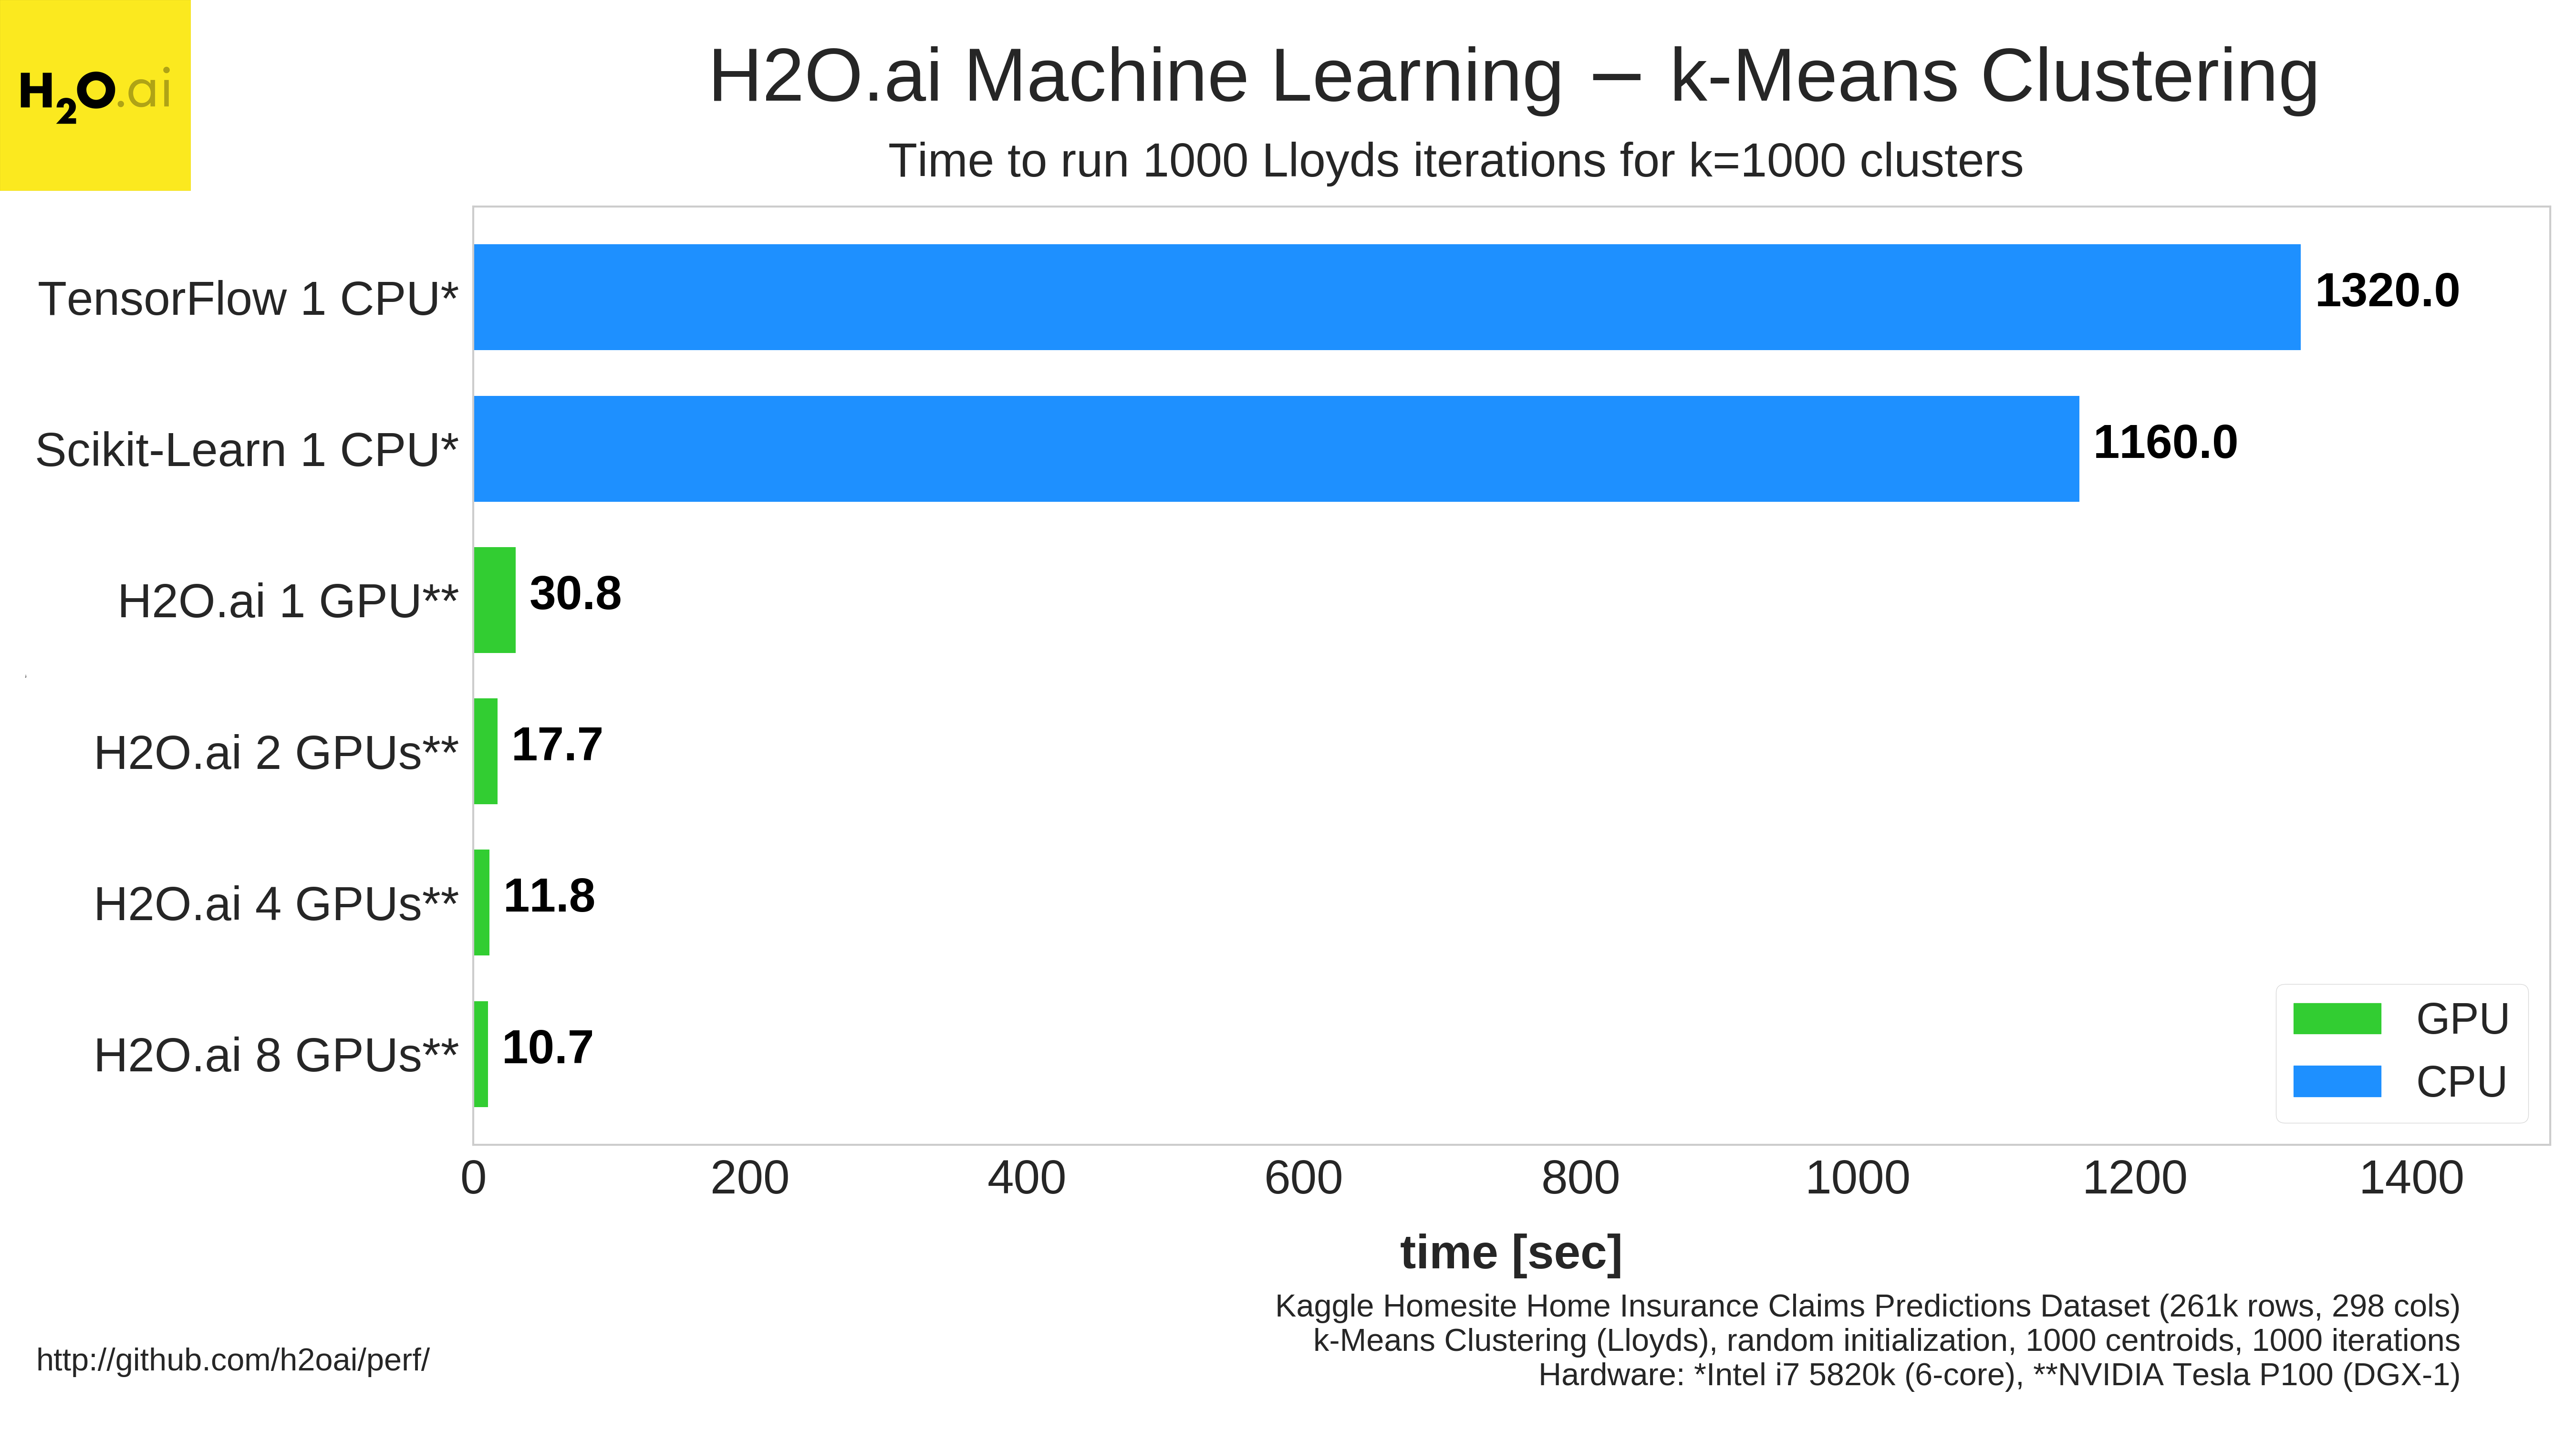 H2O.ai
H2O.ai Machine Learning − k-Means Clustering
Time to run 1000 Lloyds iterations for k=1000 clusters
TensorFlow 1 CPU*
1320.0
Scikit-Learn 1 CPU*
1160.0
H2O.ai 1 GPU**
30.8
H2O.ai 2 GPUs**
17.7
H2O.ai 4 GPUs**
11.8
H2O.ai 8 GPUs**
10.7
GPU
CPU
0 200 400 600 800 1000 1200 1400
time [sec]
Kaggle Homesite Home Insurance Claims Predictions Dataset (261k rows, 298 cols)
k-Means Clustering (Lloyds), random initialization, 1000 centroids, 1000 iterations
Hardware: *Intel i7 5820k (6-core), **NVIDIA Tesla P100 (DGX-1)
http://github.com/h2oai/perf/